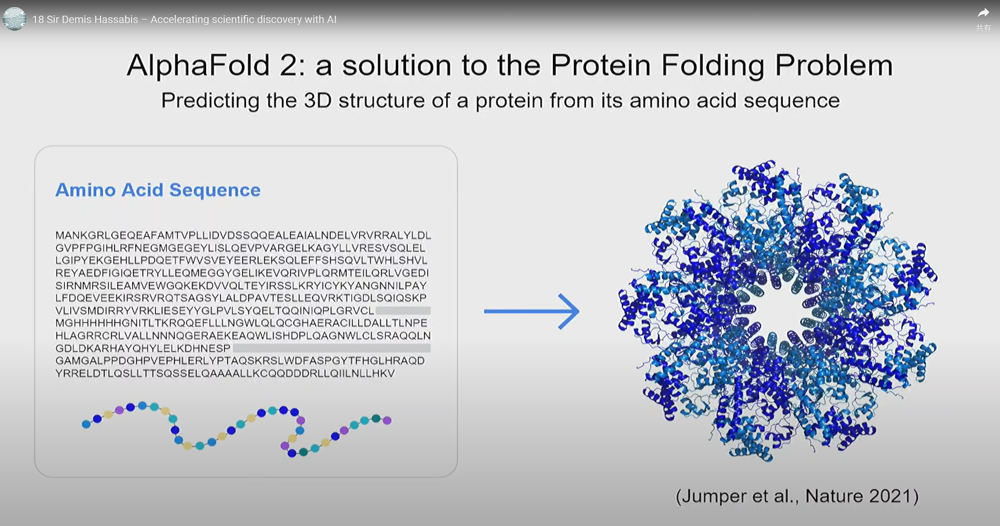 18 Sir Demis Hassabis – Accelerating scientific discovery with AI
共有
AlphaFold 2: a solution to the Protein Folding Problem
Predicting the 3D structure of a protein from its amino acid sequence
Amino Acid Sequence
MANKGRLGEQEAFAMTVPLLIDVDSSQQEALEAIALNDELVRVRRALYLDL
GVPFPGIHLRFNEGMGEGEYLISLQEVPVARGELKAGYLLVRESVSQLEL
LGIPYEKGEHLLPDQETFWVSVEYEERLEKSQLEFFSHSQVLTWHLSHVL
REYAEDFIGIQETRYLLEQMEGGYGELIKEVQRIVPLQRMTEILQRLVGEDI
SIRNMRSILEAMVEWGQKEKDVVQLTEYIRSSLKRYICYKYANGNNILPAY
LFDQEVEEKIRSRVRQTSAGSYLALDPAVTESLLEQVRKTIGDLSQIQSKP
VLIVSMDIRRYVRKLIESEYYGLPVLSYQELTQQINIQPLGRVCL
MGHHHHHHGNITLTKRQQEFLLLNGWLQLQCGHAERACILLDALLTLNPE
HLAGRRCRLVALLNNNQGERAEKEAQWLISHDPLQAGNWLCLSRAQQLN
GDLDKARHAYQHYLELKDHNESP
GAMGALPPDGHPVEPHLERLYPTAQSKRSLWDFASPGYTFHGLHRAQD
YRRELDTLQSLLTTSQSSELQAAAALLKCQQDDDRLLQIILNLLHKV
(Jumper et al., Nature 2021)